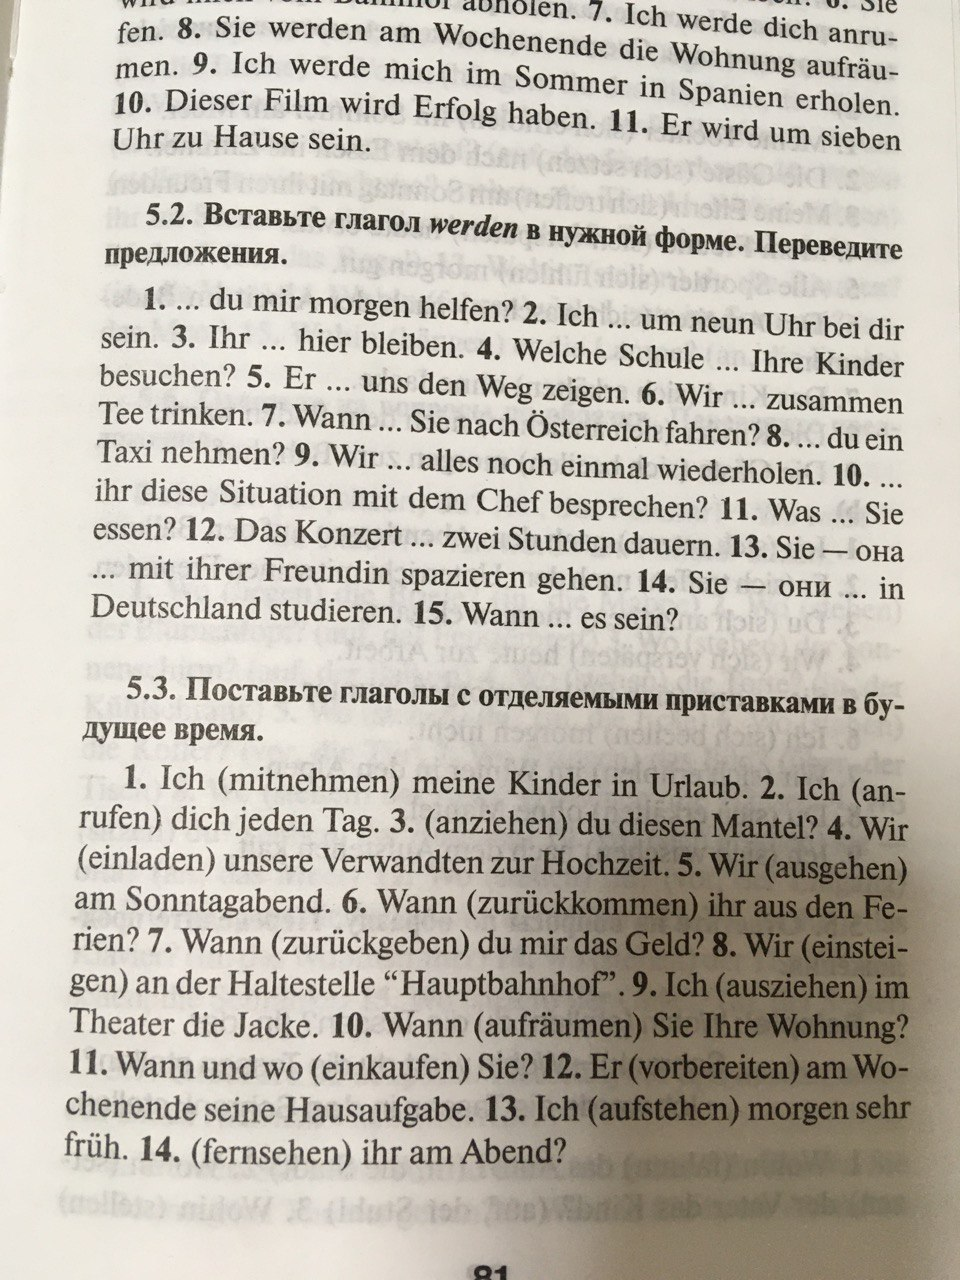 wird mich vom Bahnhof abholen. 7. Ich werde dich anru-
fen. 8. Sie werden am Wochenende die Wohnung aufräu-
men. 9. Ich werde mich im Sommer in Spanien erholen.
10. Dieser Film wird Erfolg haben. 11. Er wird um sieben
Uhr zu Hause sein.
5.2. Вставьте глагол werden в нужной форме. Переведите
предложения.
1. ... du mir morgen helfen? 2. Ich ... um neun Uhr bei dir
sein. 3. Ihr ... hier bleiben. 4. Welche Schule ... Ihre Kinder
besuchen? 5. Er ... uns den Weg zeigen. 6. Wir ... zusammen
Tee trinken. 7. Wann ... Sie nach Österreich fahren? 8. ... du ein
Taxi nehmen? 9. Wir ... alles noch einmal wiederholen. 10. ...
ihr diese Situation mit dem Chef besprechen? 11. Was ... Sie
essen? 12. Das Konzert ... zwei Stunden dauern. 13. Sie — она
... mit ihrer Freundin spazieren gehen. 14. Sie — они ... in
Deutschland studieren. 15. Wann ... es sein?
5.3. Поставьте глаголы с отделяемыми приставками в бу-
дущее время.
1. Ich (mitnehmen) meine Kinder in Urlaub. 2. Ich (an-
rufen) dich jeden Tag. 3. (anziehen) du diesen Mantel? 4. Wir
(einladen) unsere Verwandten zur Hochzeit. 5. Wir (ausgehen)
am Sonntagabend. 6. Wann (zurückkommen) ihr aus den Fe-
rien? 7. Wann (zurückgeben) du mir das Geld? 8. Wir (einstei-
gen) an der Haltestelle “Hauptbahnhof”. 9. Ich (ausziehen) im
Theater die Jacke. 10. Wann (aufräumen) Sie Ihre Wohnung?
11. Wann und wo (einkaufen) Sie? 12. Er (vorbereiten) am Wo-
chenende seine Hausaufgabe. 13. Ich (aufstehen) morgen sehr
früh. 14. (fernsehen) ihr am Abend?
81